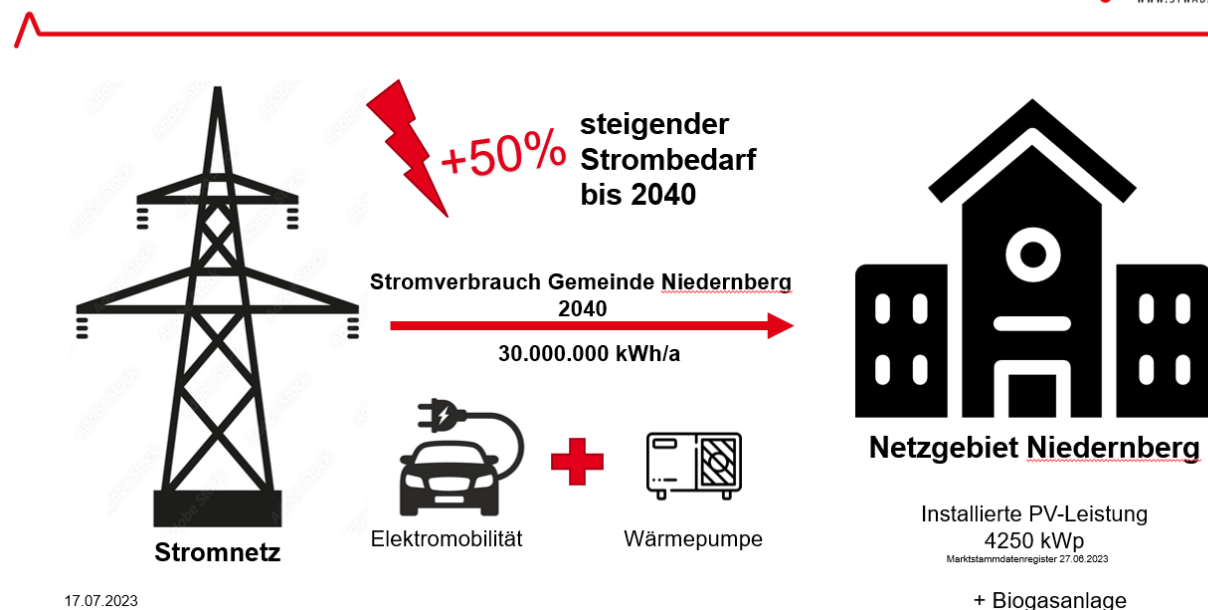 +50%
steigender
Strombedarf
bis 2040
Stromverbrauch Gemeinde Niedernberg
2040
30.000.000 kWh/a
Elektromobilität
Wärmepumpe
Stromnetz
Netzgebiet Niedernberg
Installierte PV-Leistung
4250 kWp
Marktstammdatenregister 27.06.2023
+ Biogasanlage
17.07.2023